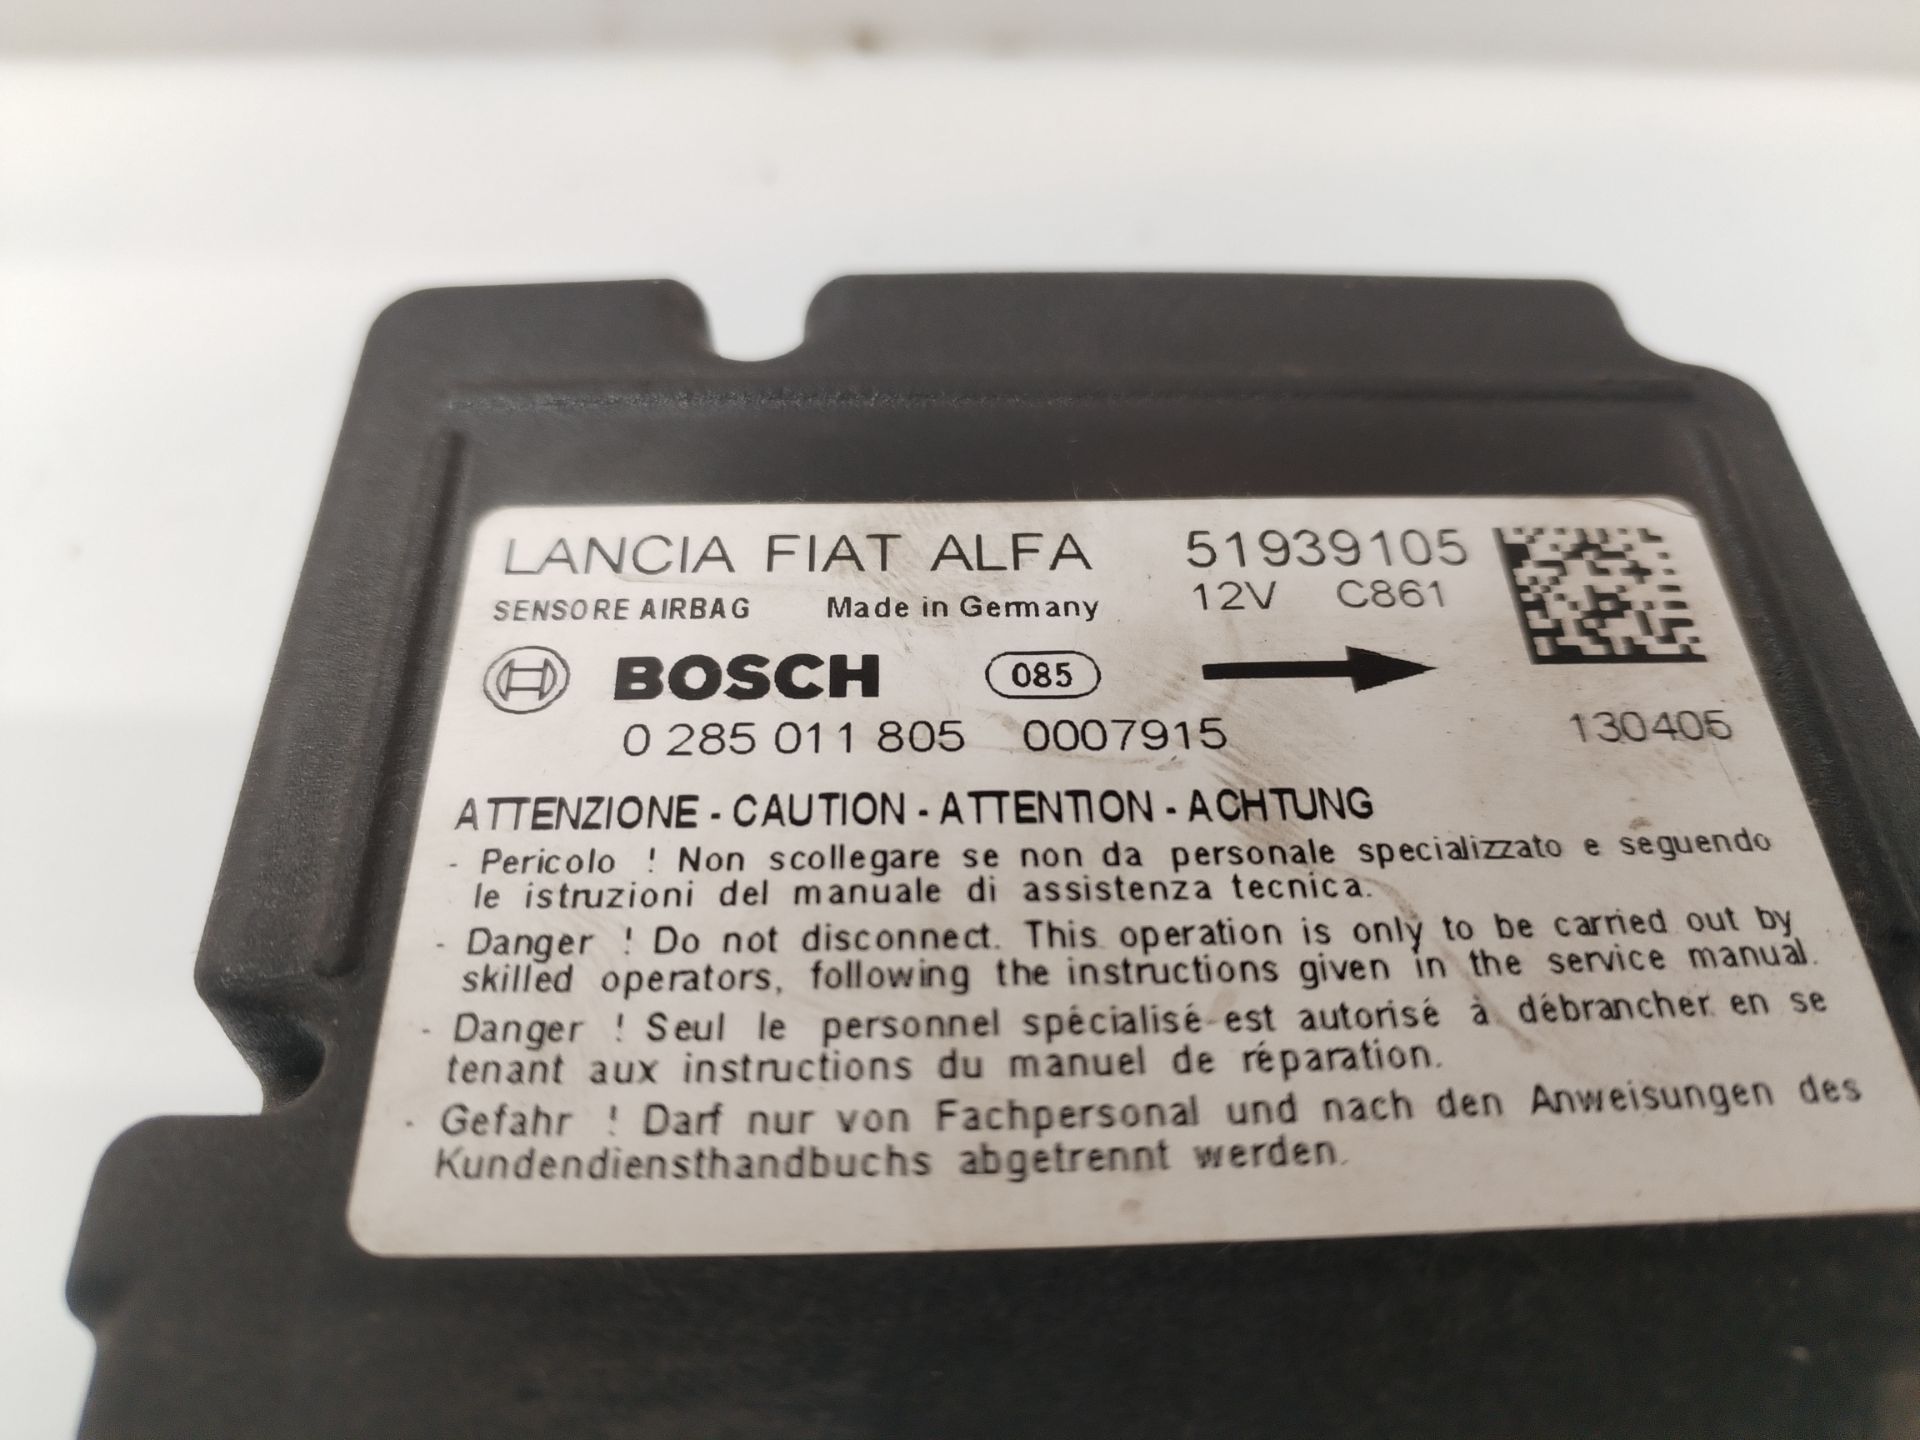 LANCIA FIAT ALFA 51939105
SENSORE AIRBAG Made in Germany 12V C861
BOSCH 085
0 285 011 805 0007915 130405
ATTENZIONE - CAUTION - ATTENTION - ACHTUNG
- Pericolo ! Non scollegare se non da personale specializzato e seguendo
le istruzioni del manuale di assistenza tecnica.
- Danger ! Do not disconnect. This operation is only to be carried out by
skilled operators, following the instructions given in the service manual.
- Danger ! Seul le personnel spécialisé est autorisé à débrancher en se
tenant aux instructions du manuel de réparation.
- Gefahr ! Darf nur von Fachpersonal und nach den Anweisungen des
Kundendiensthandbuchs abgetrennt werden.